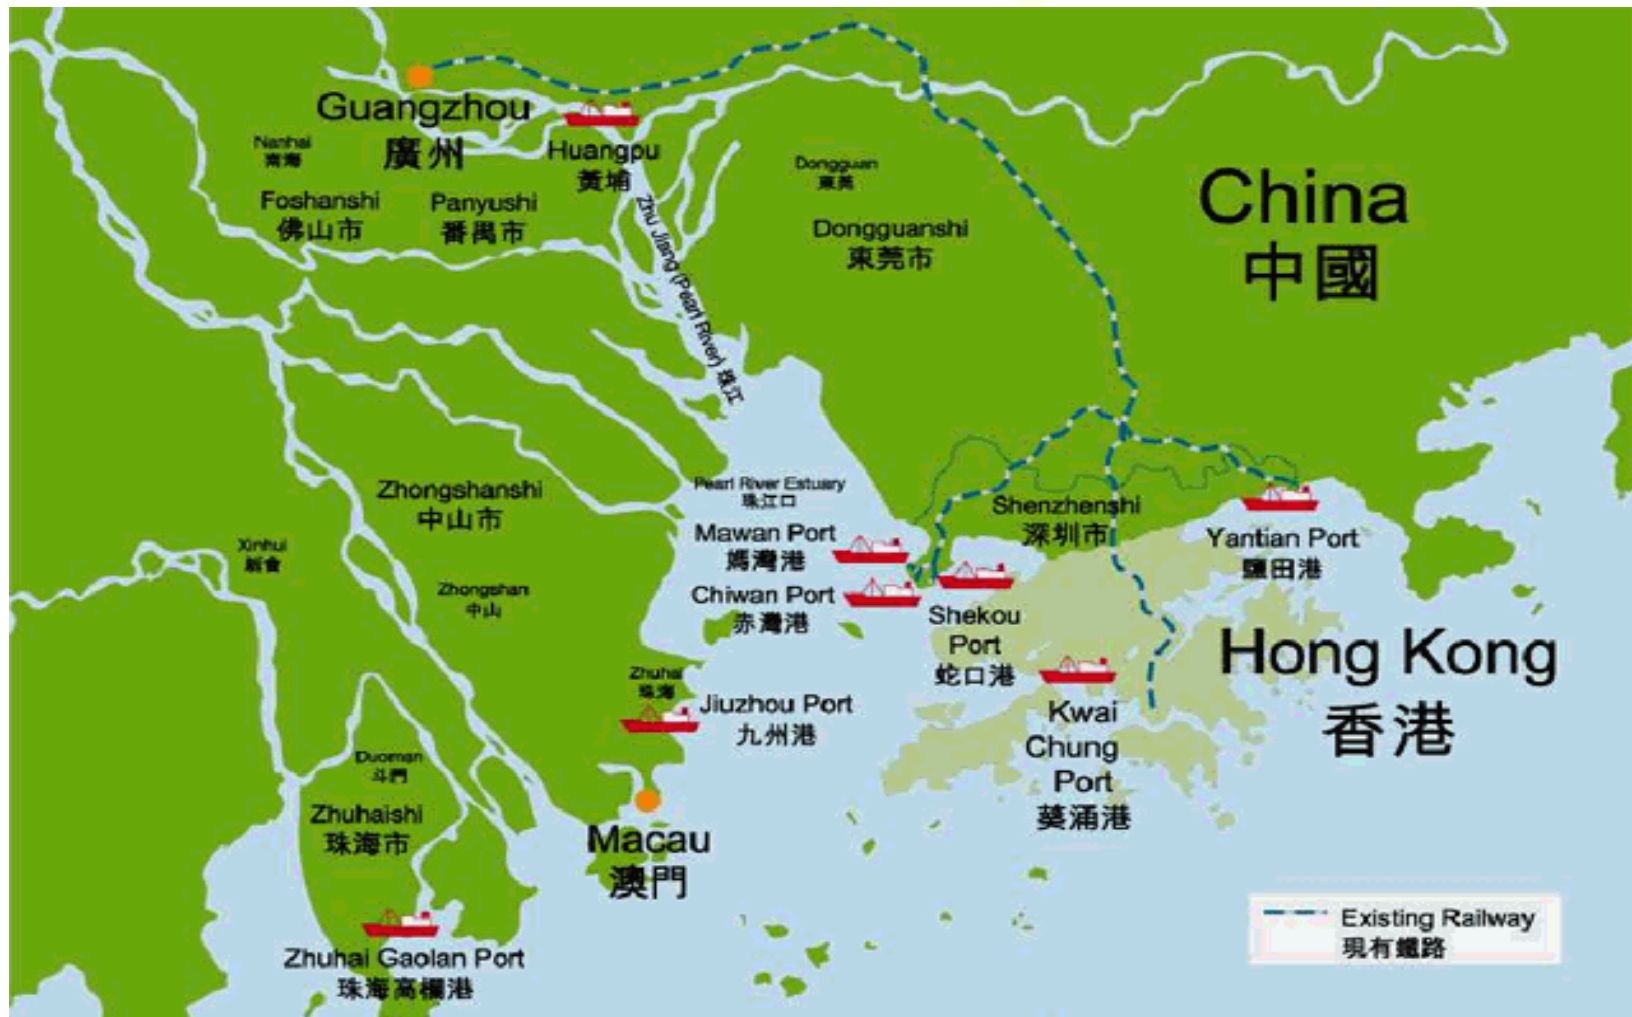 Guangzhou
廣州
Nanhai
南海
Huangpu
黃埔
Dongguan
東莞
Foshanshi
佛山市
Panyushi
番禺市
Zhu Jiang (Pearl River) 珠江
Dongguanshi
東莞市
China
中國
Zhongshanshi
中山市
Pearl River Estuary
珠江口
Mawan Port
媽灣港
Shenzhenshi
深圳市
Yantian Port
鹽田港
Xinhui
新會
Zhongshan
中山
Chiwan Port
赤灣港
Shekou
Port
蛇口港
Hong Kong
香港
Zhuhai
珠海
Jiuzhou Port
九州港
Kwai
Chung
Port
葵涌港
Duoman
斗門
Zhuhaishi
珠海市
Macau
澳門
Existing Railway
現有鐵路
Zhuhai Gaolan Port
珠海高欄港